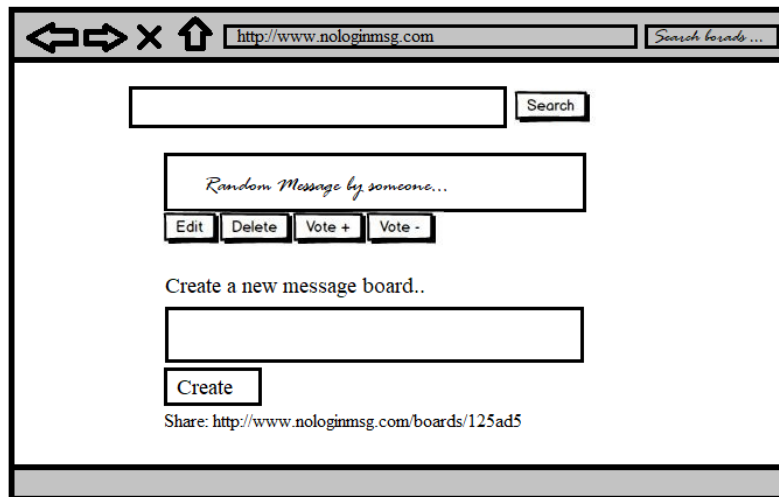 http://www.nologinmsg.com Search borads ...
Search
Random Message by someone...
Edit Delete Vote + Vote -
Create a new message board..
Create
Share: http://www.nologinmsg.com/boards/125ad5